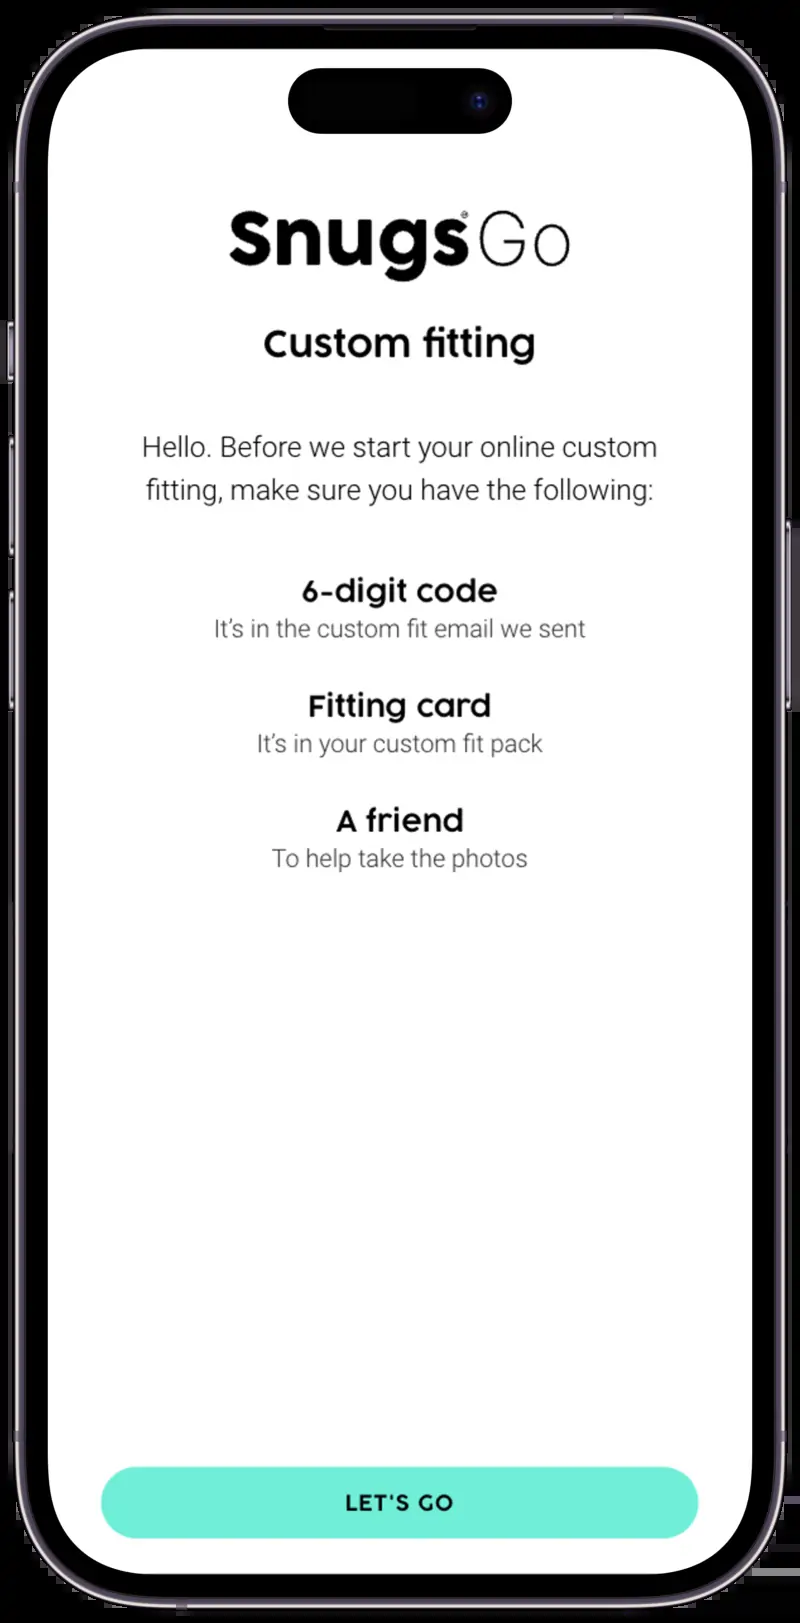 Snugs® Go
Custom fitting
Hello. Before we start your online custom
fitting, make sure you have the following:
6-digit code
It's in the custom fit email we sent
Fitting card
It's in your custom fit pack
A friend
To help take the photos
LET'S GO